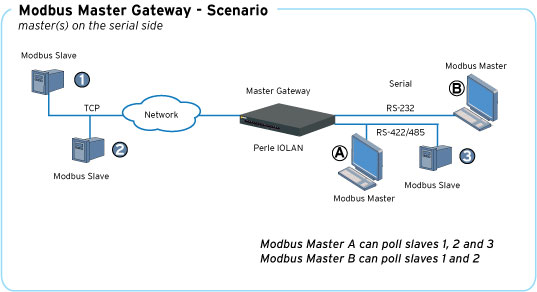 Modbus Master Gateway - Scenario
master(s) on the serial side
Modbus Slave
1
TCP
2
Modbus Slave
Network
Master Gateway
Perle IOLAN
Serial
RS-232
RS-422/485
Modbus Master
B
A
Modbus Master
3
Modbus Slave
Modbus Master A can poll slaves 1, 2 and 3
Modbus Master B can poll slaves 1 and 2